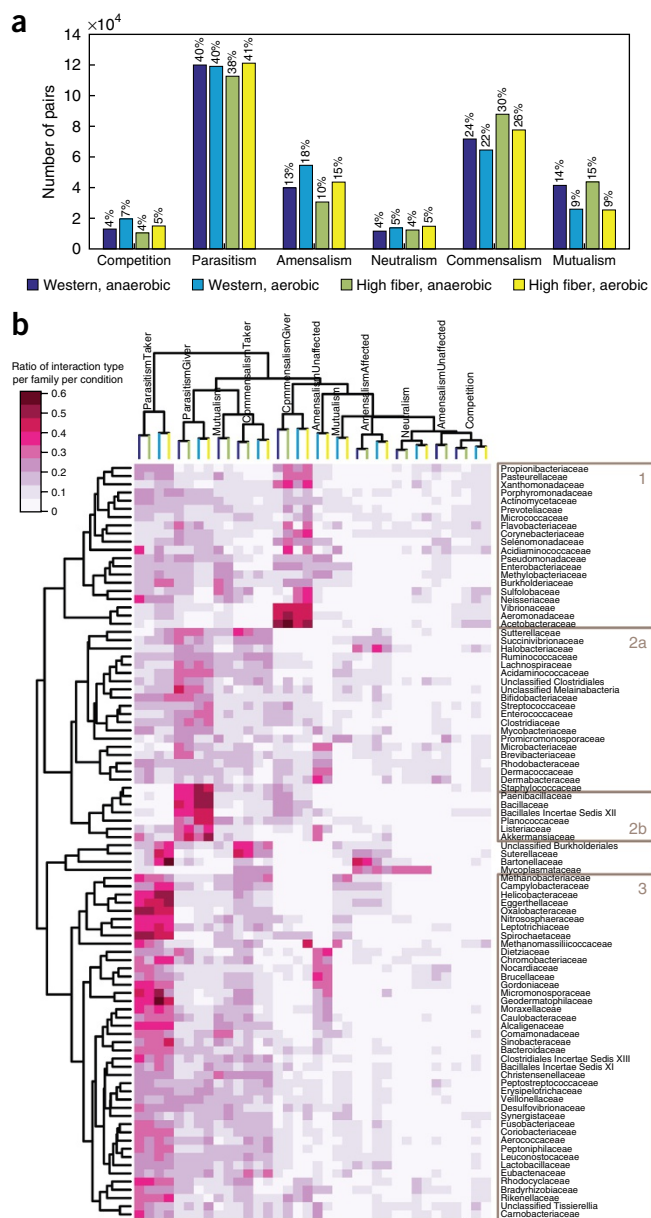 a
×10⁴
14
12
10
8
6
4
2
0
Number of pairs
4% 7% 4% 5%
40% 40% 38% 41%
13% 18% 10% 15%
4% 5% 4% 5%
24% 22% 30% 26%
14% 9% 15% 9%
Competition Parasitism Amensalism Neutralism Commensalism Mutualism
Western, anaerobic Western, aerobic High fiber, anaerobic High fiber, aerobic
b
Ratio of interaction type
per family per condition
0.6
0.5
0.4
0.3
0.2
0.1
0
ParasitismTaker
ParasitismGiver
Mutualism
CommensalismTaker
CommensalismGiver
AmensalismUnaffected
Mutualism
AmensalismAffected
Neutralism
AmensalismUnaffected
Competition
1
Propionibacteriaceae
Pasteurellaceae
Xanthomonadaceae
Porphyromonadaceae
Actinomycetaceae
Prevoteliaceae
Micrococcaceae
Flavobacteriaceae
Corynebacteriaceae
Selenomonadaceae
Acidiaminococcaceae
Pseudomonadaceae
Enterobacteriaceae
Methylobacteriaceae
Burkholderiaceae
Sulfolobaceae
Neisseriaceae
Vibrionaceae
Aeromonadaceae
Acetobacteraceae
2a
Sutterellaceae
Succinivibrionaceae
Halobacteriaceae
Ruminococcaceae
Lachnospiraceae
Acidaminococcaceae
Unclassified Clostridiales
Unclassified Melainabacteria
Bifidobacteriaceae
Streptococcaceae
Enterococcaceae
Clostridiaceae
Mycobacteriaceae
Promicromonosporaceae
Microbacteriaceae
Brevibacteriaceae
Rhodobacteraceae
Dermacoccaceae
Dermabacteraceae
Staphylococcaceae
Paenibacillaceae
Bacillaceae
Bacillales Incertae Sedis XII
Planococcaceae
Listeriaceae
Akkermansiaceae
2b
Unclassified Burkholderiales
Suterellaceae
Bartonellaceae
Mycoplasmataceae
3
Methanobacteriaceae
Campylobacteraceae
Helicobacteraceae
Eggerthellaceae
Oxalobacteraceae
Nitrososphaeraceae
Leptotrichiaceae
Spirochaetaceae
Methanomassiliicoccaceae
Dietziaceae
Chromobacteriaceae
Nocardiaceae
Brucellaceae
Gordoniaceae
Micromonosporaceae
Geodermatophilaceae
Moraxellaceae
Caulobacteraceae
Alcaligenaceae
Comamonadaceae
Sinobacteraceae
Bacteroidaceae
Clostridiales Incertae Sedis XIII
Bacillales Incertae Sedis XI
Christensenellaceae
Peptostreptococcaceae
Erysipelotrichaceae
Veillonellaceae
Desulfovibrionaceae
Synergistaceae
Fusobacteriaceae
Coriobacteriaceae
Aerococcaceae
Peptoniphilaceae
Leuconostocaceae
Lactobacillaceae
Eubactenaceae
Rhodocyclaceae
Bradyrhizobiaceae
Rikenellaceae
Unclassified Tissierellia
Carnobacteriaceae